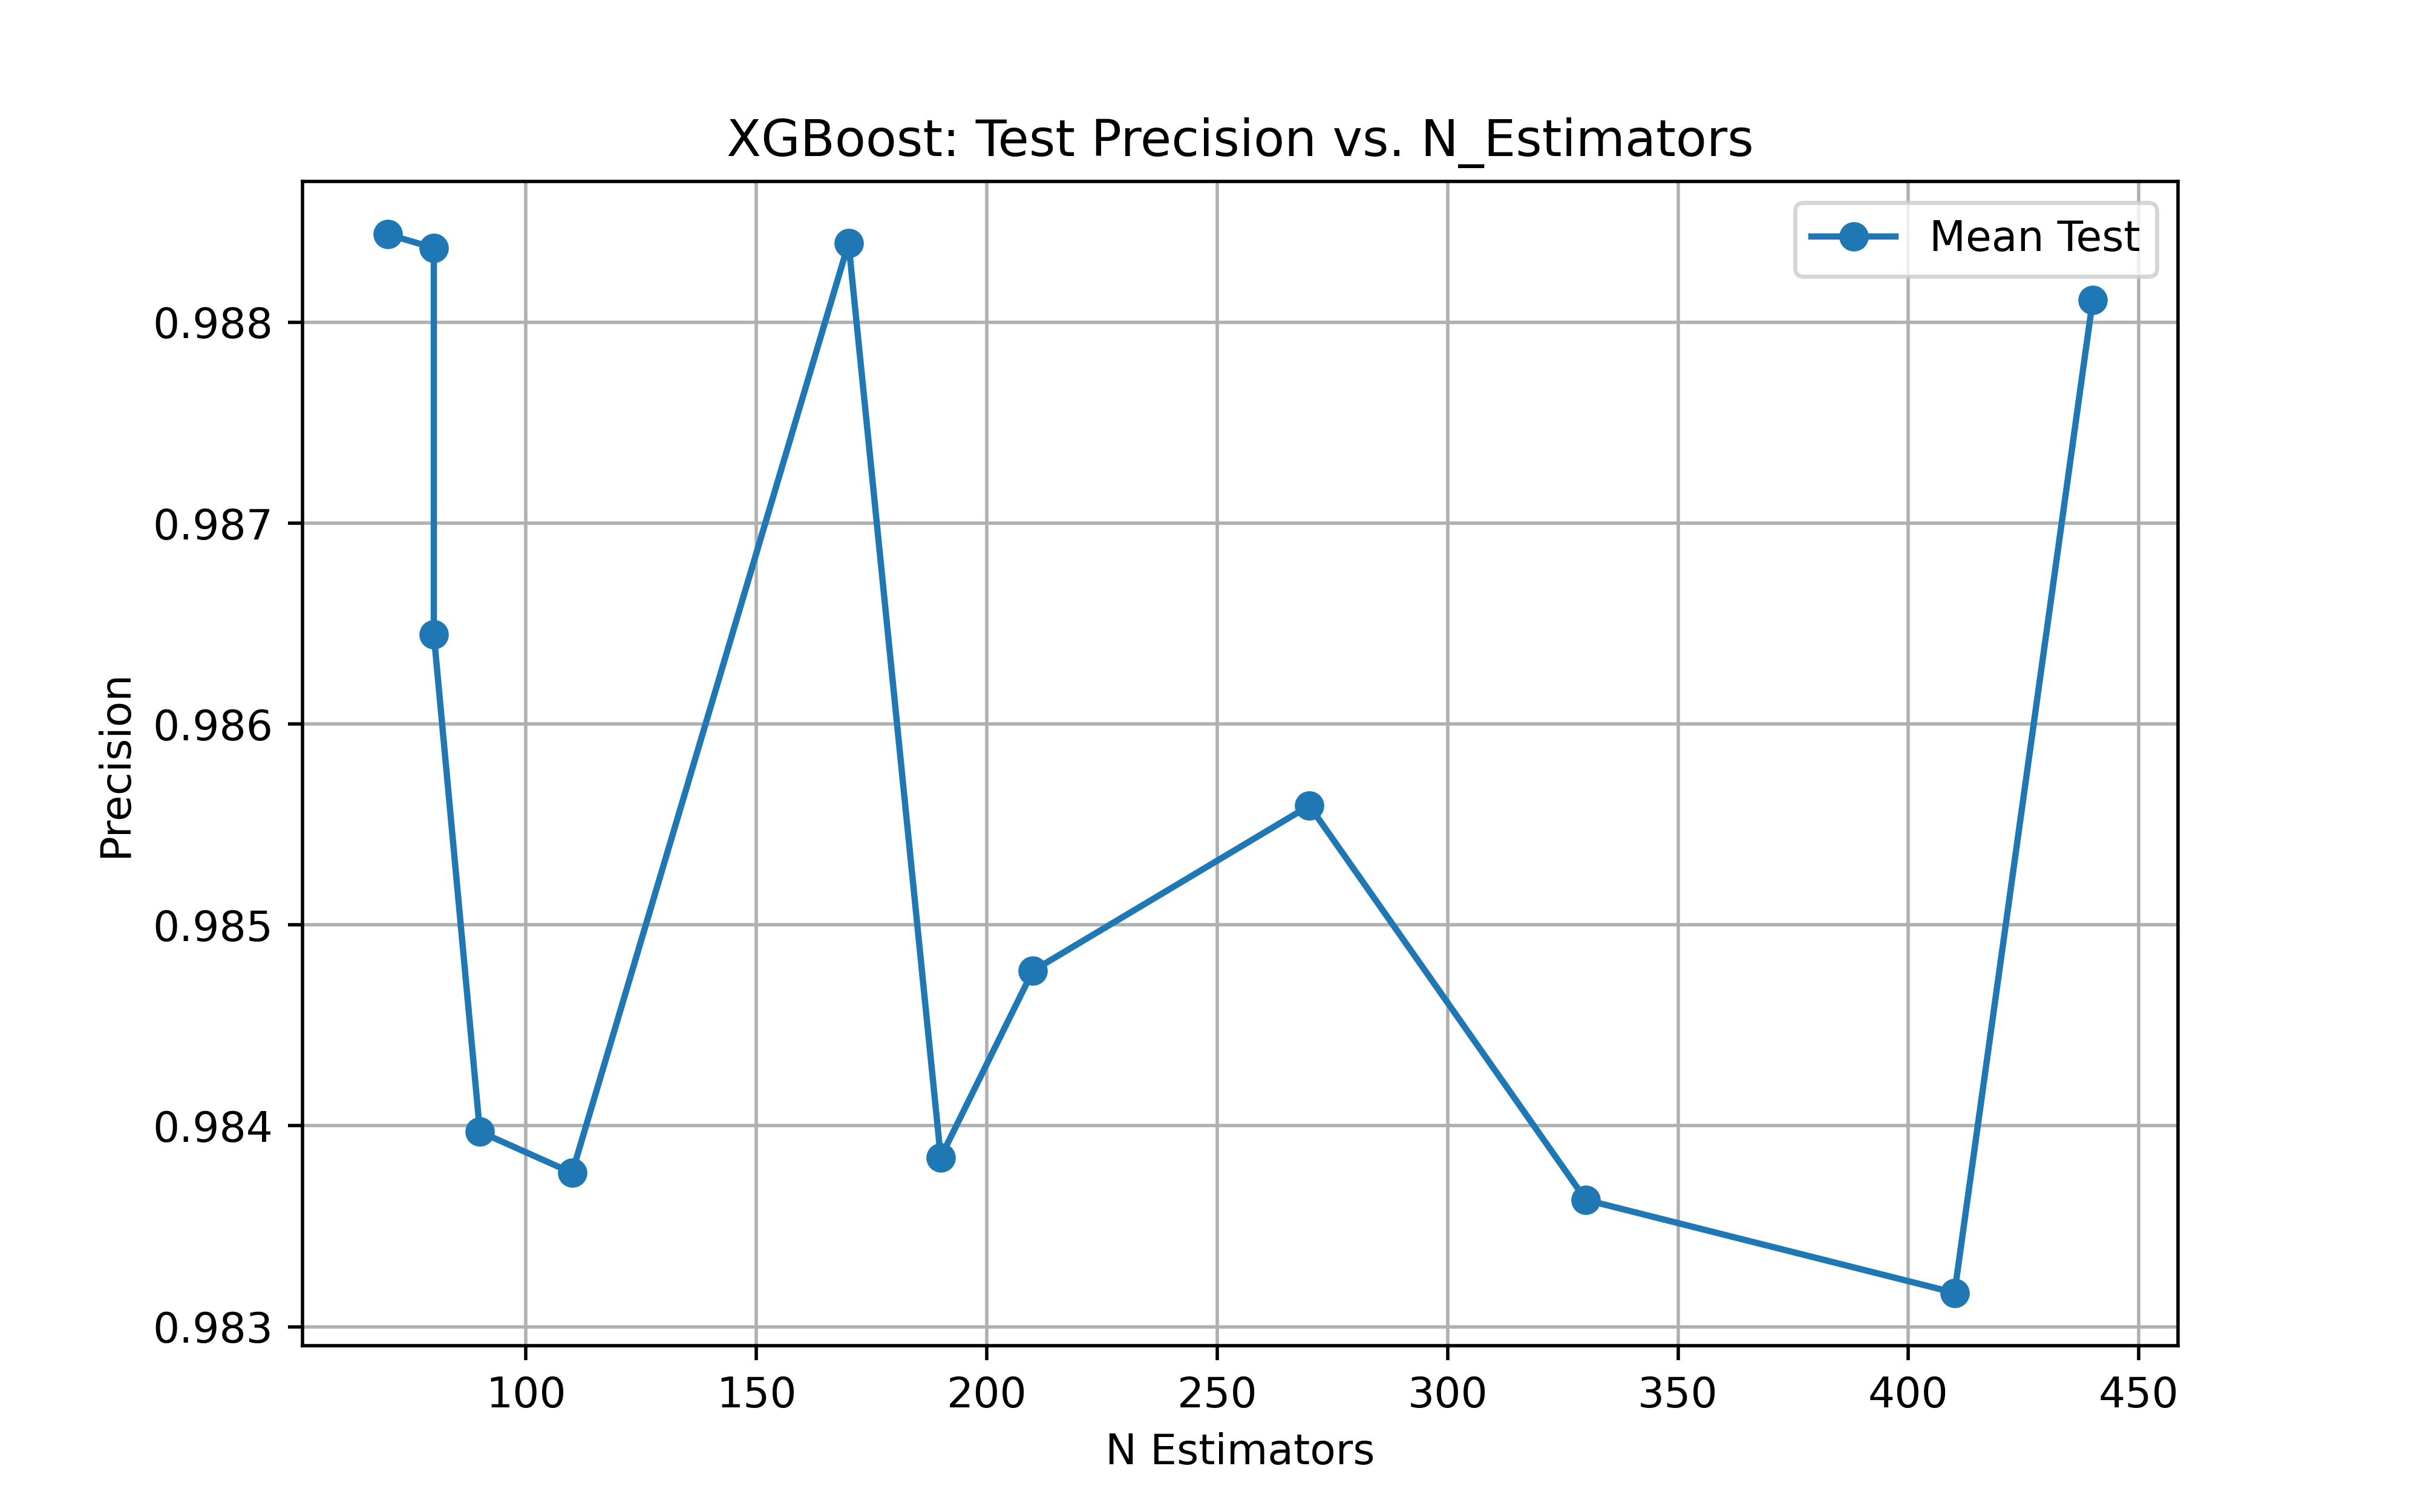 XGBoost: Test Precision vs. N_Estimators
Mean Test
0.988
0.987
0.986
0.985
0.984
0.983
Precision
100 150 200 250 300 350 400 450
N Estimators